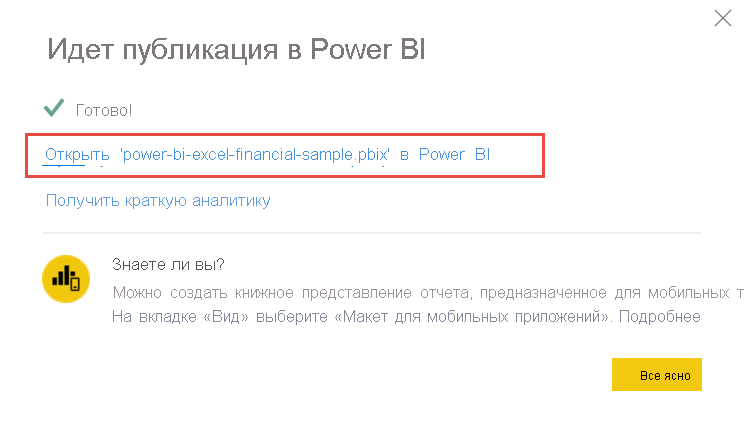 Идет публикация в Power BI
Готово!
Открыть 'power-bi-excel-financial-sample.pbix' в Power BI
Получить краткую аналитику
Знаете ли вы?
Можно создать книжное представление отчета, предназначенное для мобильных
На вкладке «Вид» выберите «Макет для мобильных приложений». Подробнее
Все ясно